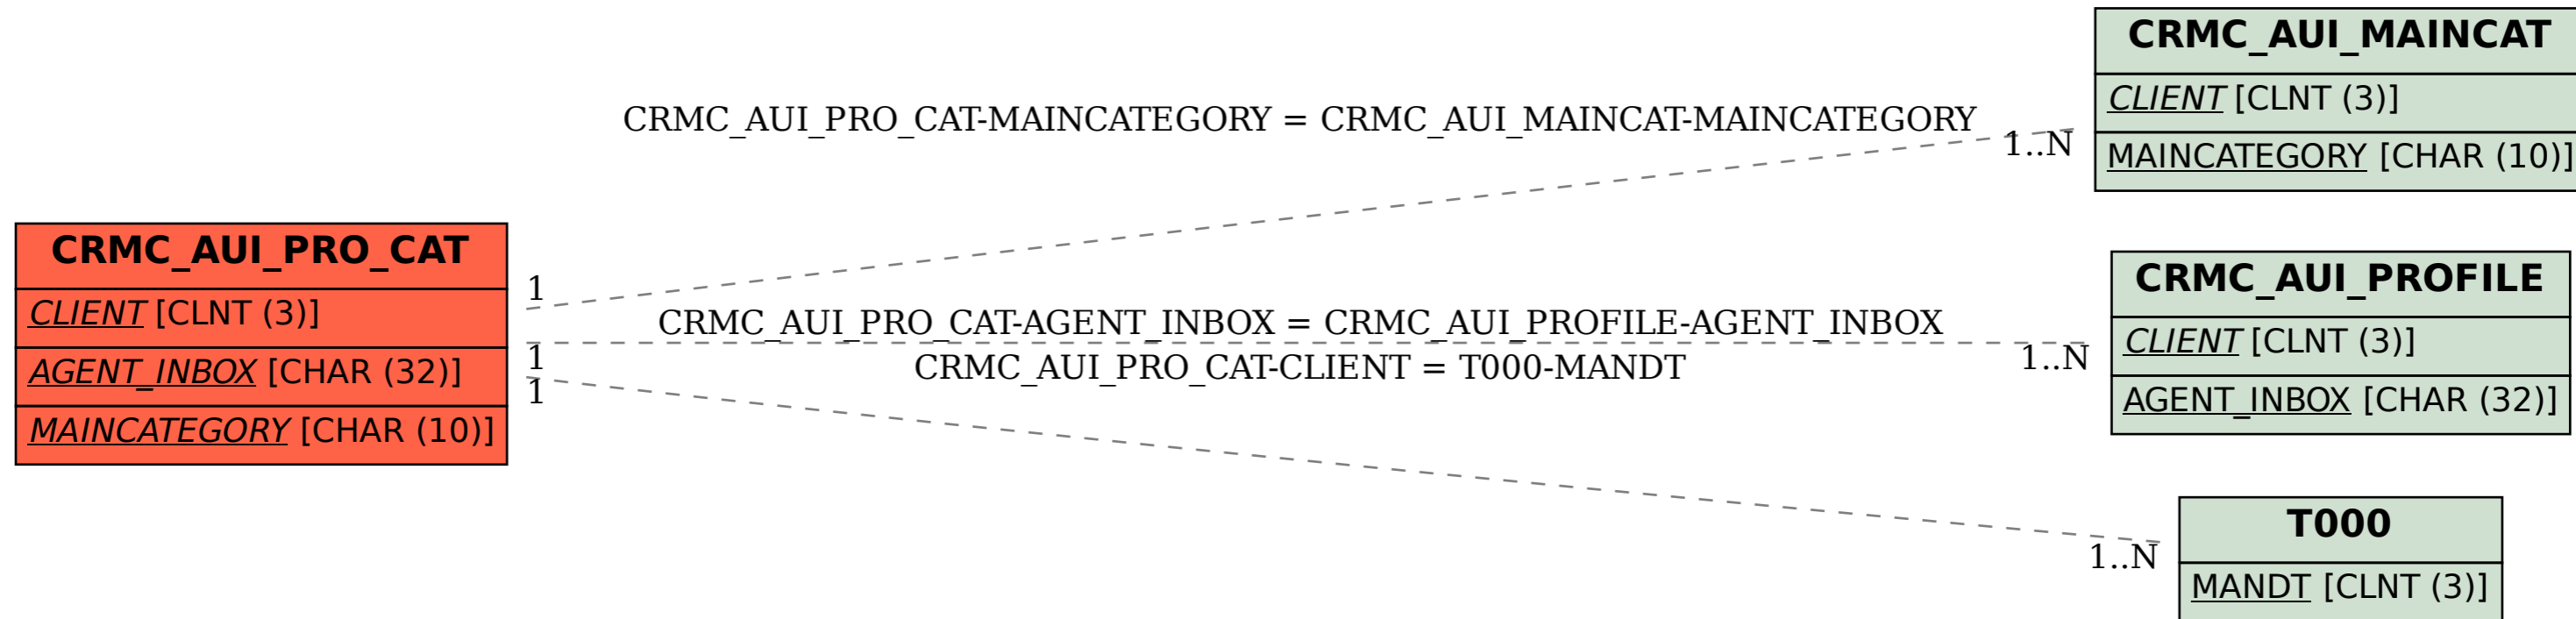 CRMC_AUI_MAINCAT
CLIENT [CLNT (3)]
MAINCATEGORY [CHAR (10)]
CRMC_AUI_PRO_CAT-MAINCATEGORY = CRMC_AUI_MAINCAT-MAINCATEGORY
1..N
CRMC_AUI_PRO_CAT
CLIENT [CLNT (3)]
AGENT_INBOX [CHAR (32)]
MAINCATEGORY [CHAR (10)]
1
1
1
CRMC_AUI_PRO_CAT-AGENT_INBOX = CRMC_AUI_PROFILE-AGENT_INBOX
CRMC_AUI_PRO_CAT-CLIENT = T000-MANDT
1..N
CRMC_AUI_PROFILE
CLIENT [CLNT (3)]
AGENT_INBOX [CHAR (32)]
1..N
T000
MANDT [CLNT (3)]